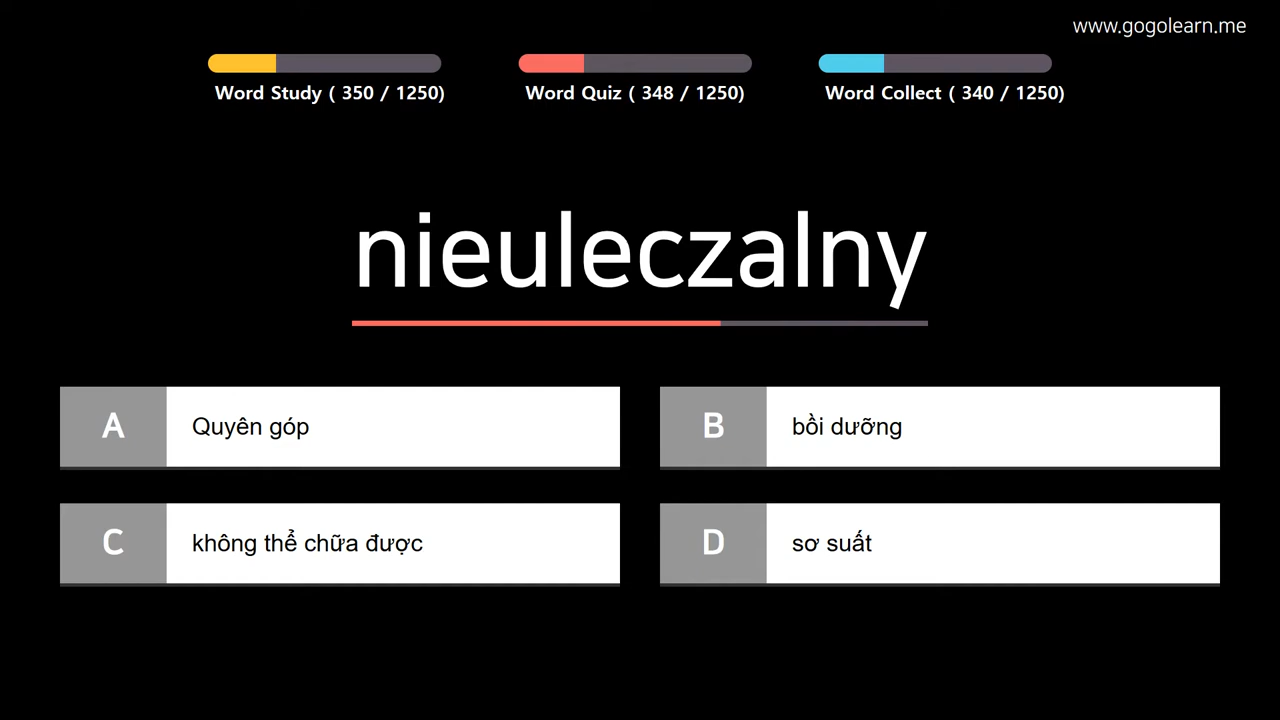 www.gogolearn.me
Word Study ( 350 / 1250)
Word Quiz ( 348 / 1250)
Word Collect ( 340 / 1250)
nieuleczalny
A
Quyên góp
B
bồi dưỡng
C
không thể chữa được
D
sơ suất